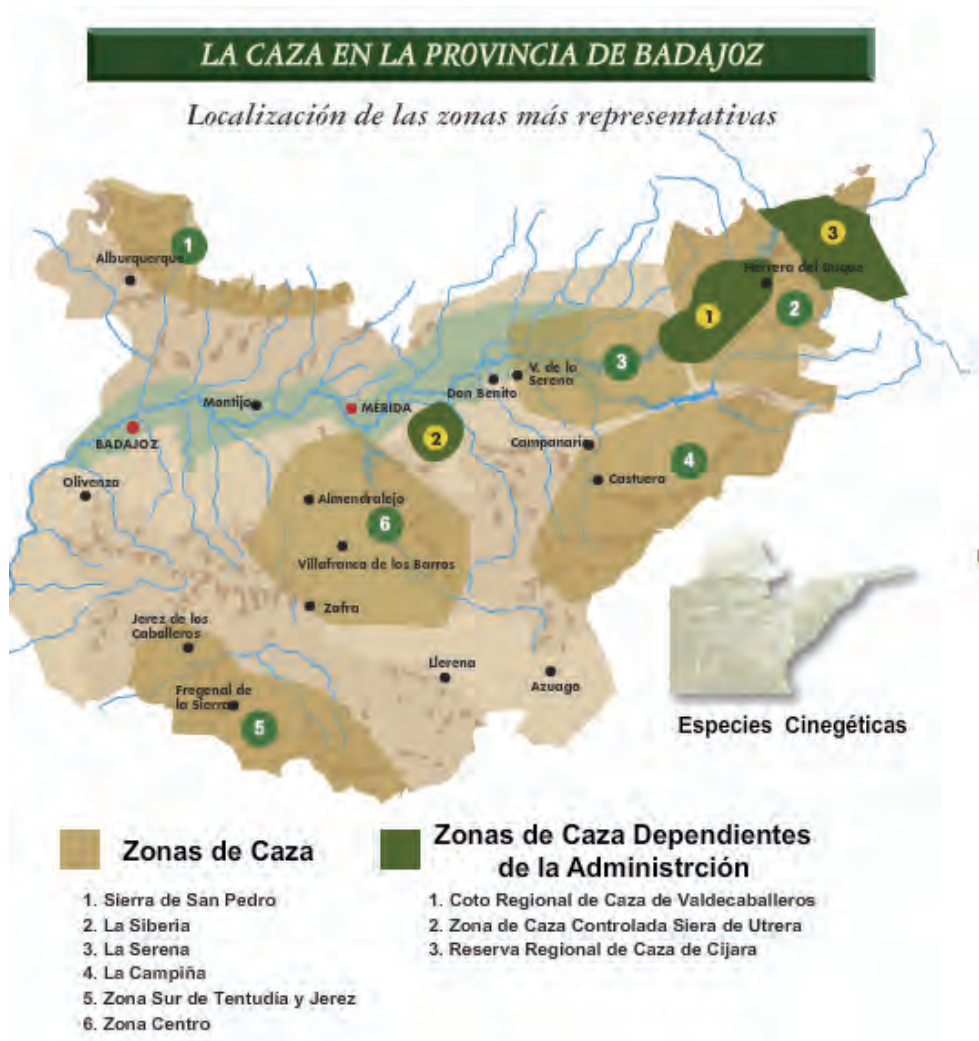 LA CAZA EN LA PROVINCIA DE BADAJOZ
Localización de las zonas más representativas
1
Alburquerque
3
Herrera del Duque
2
1
3
V. de la
Serena
Don Benito
Montijo
MÉRIDA
2
BADAJOZ
Campanario
4
Castuera
Olivenza
Almendralejo
6
Villafranca de los Barros
Zafra
Jerez de los
Caballeros
Llerena
Azuaga
Fregenal de
la Sierra
5
Especies Cinegéticas
Zonas de Caza
1. Sierra de San Pedro
2. La Siberia
3. La Serena
4. La Campiña
5. Zona Sur de Tentudia y Jerez
6. Zona Centro
Zonas de Caza Dependientes
de la Administrción
1. Coto Regional de Caza de Valdecaballeros
2. Zona de Caza Controlada Siera de Utrera
3. Reserva Regional de Caza de Cijara